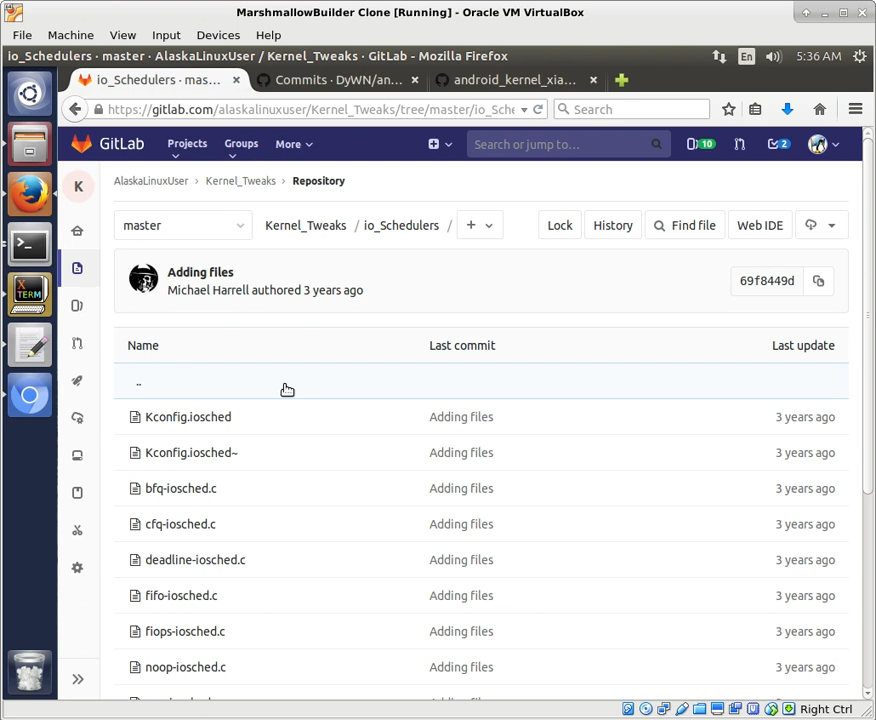 MarshmallowBuilder Clone [Running] - Oracle VM VirtualBox
File Machine View Input Devices Help
io_Schedulers · master · AlaskaLinuxUser / Kernel_Tweaks · GitLab - Mozilla Firefox En 5:36 AM
io_Schedulers · mas... Commits · DyWN/an... android_kernel_xia...
https://gitlab.com/alaskalinuxuser/Kernel_Tweaks/tree/master/io_Sche Search
GitLab Projects Groups More Search or jump to... 10 2
K AlaskaLinuxUser Kernel_Tweaks Repository
master Kernel_Tweaks / io_Schedulers / + Lock History Find file Web IDE
Adding files
Michael Harrell authored 3 years ago 69f8449d
Name Last commit Last update
..
Kconfig.iosched Adding files 3 years ago
Kconfig.iosched~ Adding files 3 years ago
bfq-iosched.c Adding files 3 years ago
cfq-iosched.c Adding files 3 years ago
deadline-iosched.c Adding files 3 years ago
fifo-iosched.c Adding files 3 years ago
fiops-iosched.c Adding files 3 years ago
noop-iosched.c Adding files 3 years ago
X TERM
Right Ctrl